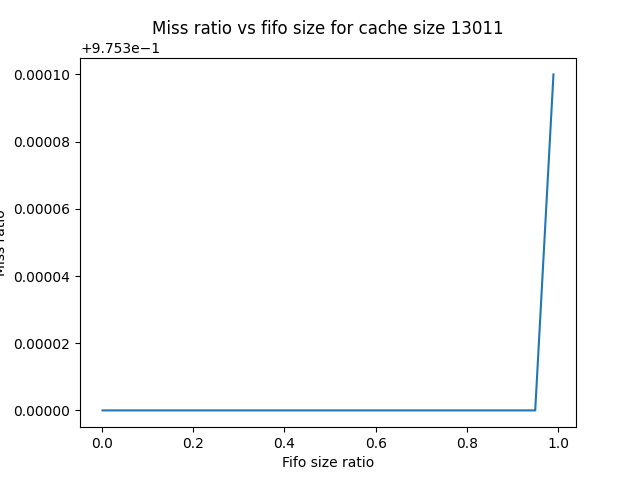 Miss ratio vs fifo size for cache size 13011
+9.753e−1
0.00010
0.00008
0.00006
0.00004
0.00002
0.00000
Miss ratio
0.0 0.2 0.4 0.6 0.8 1.0
Fifo size ratio